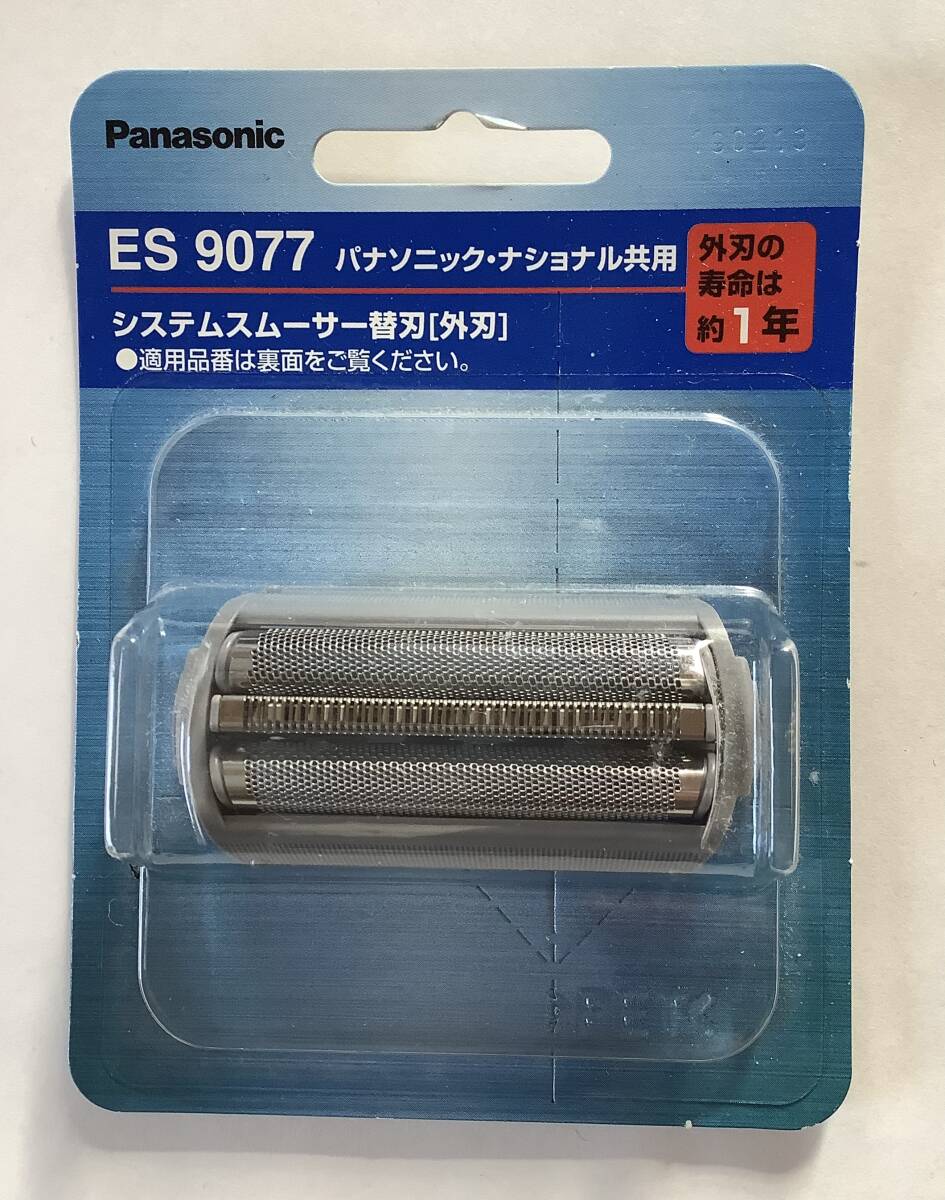 Panasonic
ES 9077 パナソニック・ナショナル共用
外刃の
寿命は
約1年
システムスムーサー替刃[外刃]
●適用品番は裏面をご覧ください。